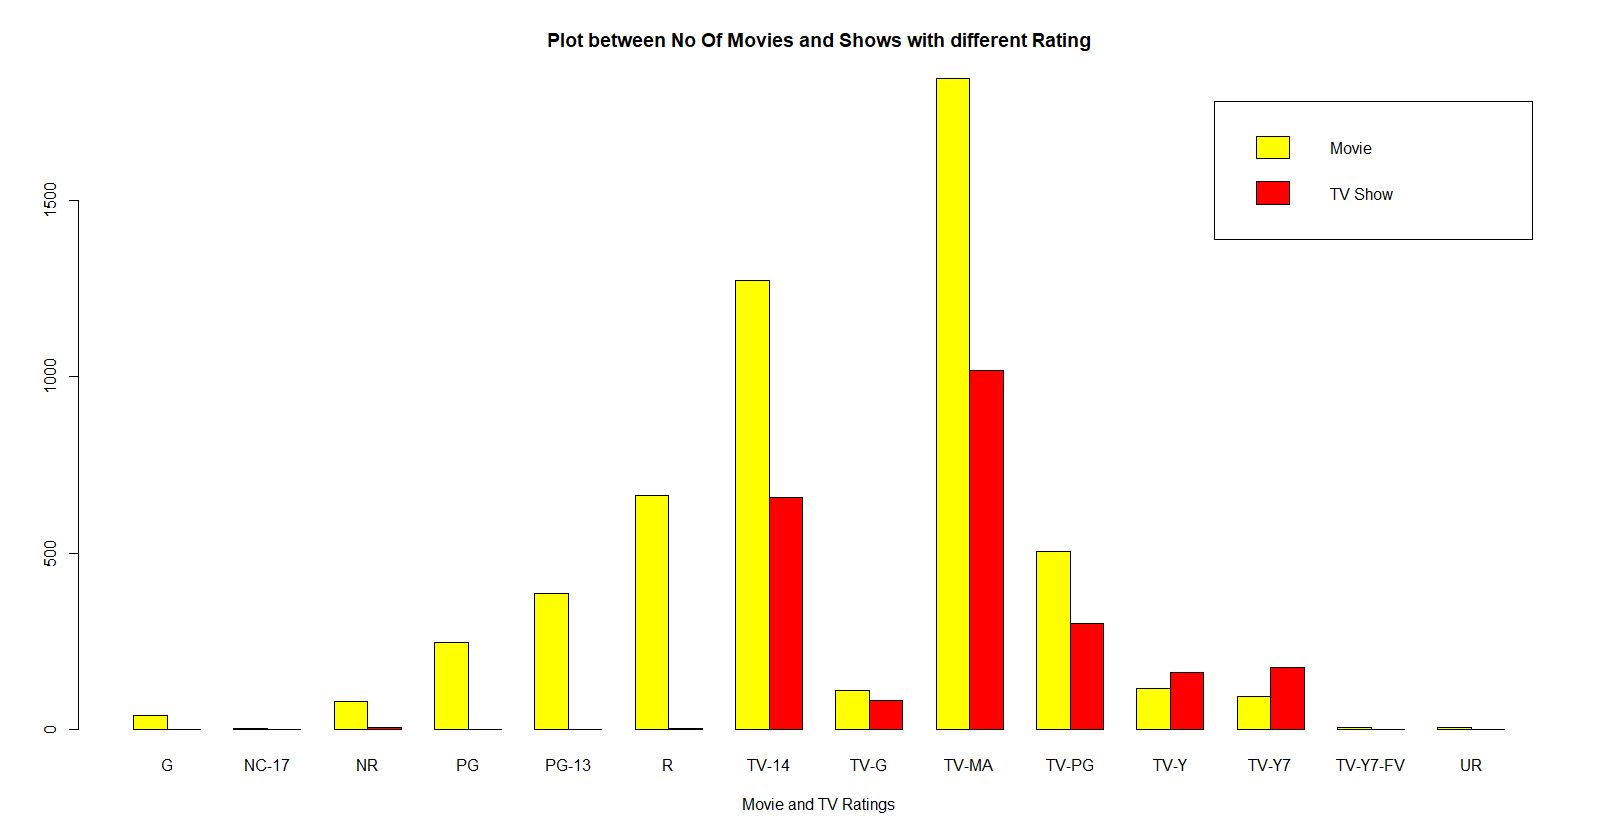 Plot between No Of Movies and Shows with different Rating
Movie
TV Show
1500
1000
500
0
G NC-17 NR PG PG-13 R TV-14 TV-G TV-MA TV-PG TV-Y TV-Y7 TV-Y7-FV UR
Movie and TV Ratings